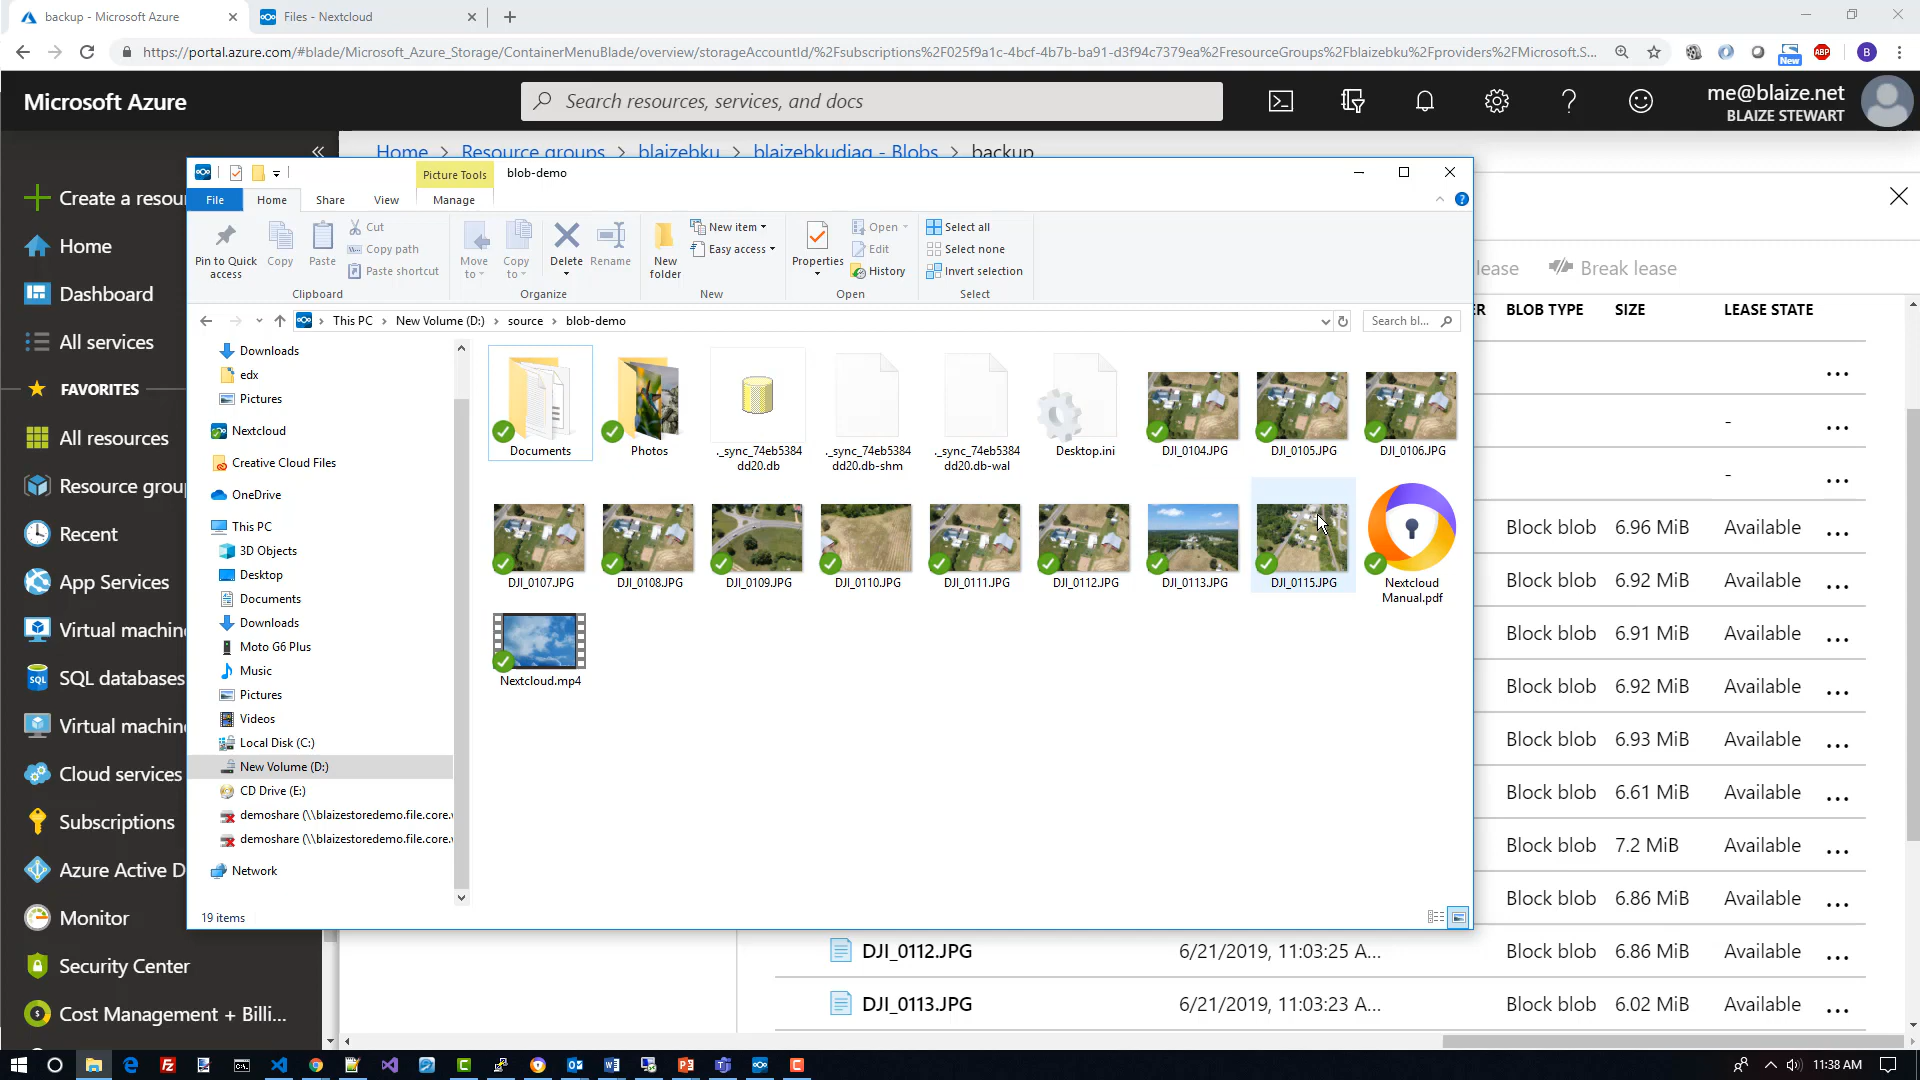 backup - Microsoft Azure
Files - Nextcloud
https://portal.azure.com/#blade/Microsoft_Azure_Storage/ContainerMenuBlade/overview/storageAccountId/%2Fsubscriptions%2F025f9a1c-4bcf-4b7b-ba91-d3f94c7379ea%2FresourceGroups%2Fblaizebku%2Fproviders%2FMicrosoft.S...
New
ABP
B
Microsoft Azure
Search resources, services, and docs
me@blaize.net
BLAIZE STEWART
Home > Resource groups > blaizebku > blaizebkudiag - Blobs > backup
Create a resou
Home
Dashboard
All services
FAVORITES
All resources
Resource grou
Recent
App Services
Virtual machin
SQL databases
SQL
Virtual machin
Cloud services
Subscriptions
Azure Active D
Monitor
Security Center
Cost Management + Billi...
Picture Tools
blob-demo
File
Home
Share
View
Manage
Pin to Quick access
Copy
Paste
Cut
Copy path
Paste shortcut
Clipboard
Move to
Copy to
Delete
Rename
Organize
New folder
New item
Easy access
New
Properties
Open
Edit
History
Open
Select all
Select none
Invert selection
Select
This PC > New Volume (D:) > source > blob-demo
Search bl...
Downloads
edx
Pictures
Nextcloud
Creative Cloud Files
OneDrive
This PC
3D Objects
Desktop
Documents
Downloads
Moto G6 Plus
Music
Pictures
Videos
Local Disk (C:)
New Volume (D:)
CD Drive (E:)
demoshare (\\blaizestoredemo.file.core.w
demoshare (\\blaizestoredemo.file.core.w
Network
Documents
Photos
._sync_74eb5384dd20.db
._sync_74eb5384dd20.db-shm
._sync_74eb5384dd20.db-wal
Desktop.ini
DJI_0104.JPG
DJI_0105.JPG
DJI_0106.JPG
DJI_0107.JPG
DJI_0108.JPG
DJI_0109.JPG
DJI_0110.JPG
DJI_0111.JPG
DJI_0112.JPG
DJI_0113.JPG
DJI_0115.JPG
Nextcloud Manual.pdf
Nextcloud.mp4
19 items
lease
Break lease
R BLOB TYPE SIZE LEASE STATE
...
- ...
- ...
Block blob 6.96 MiB Available ...
Block blob 6.92 MiB Available ...
Block blob 6.91 MiB Available ...
Block blob 6.92 MiB Available ...
Block blob 6.93 MiB Available ...
Block blob 6.61 MiB Available ...
Block blob 7.2 MiB Available ...
Block blob 6.86 MiB Available ...
DJI_0112.JPG 6/21/2019, 11:03:25 A... Block blob 6.86 MiB Available ...
DJI_0113.JPG 6/21/2019, 11:03:23 A... Block blob 6.02 MiB Available ...
11:38 AM